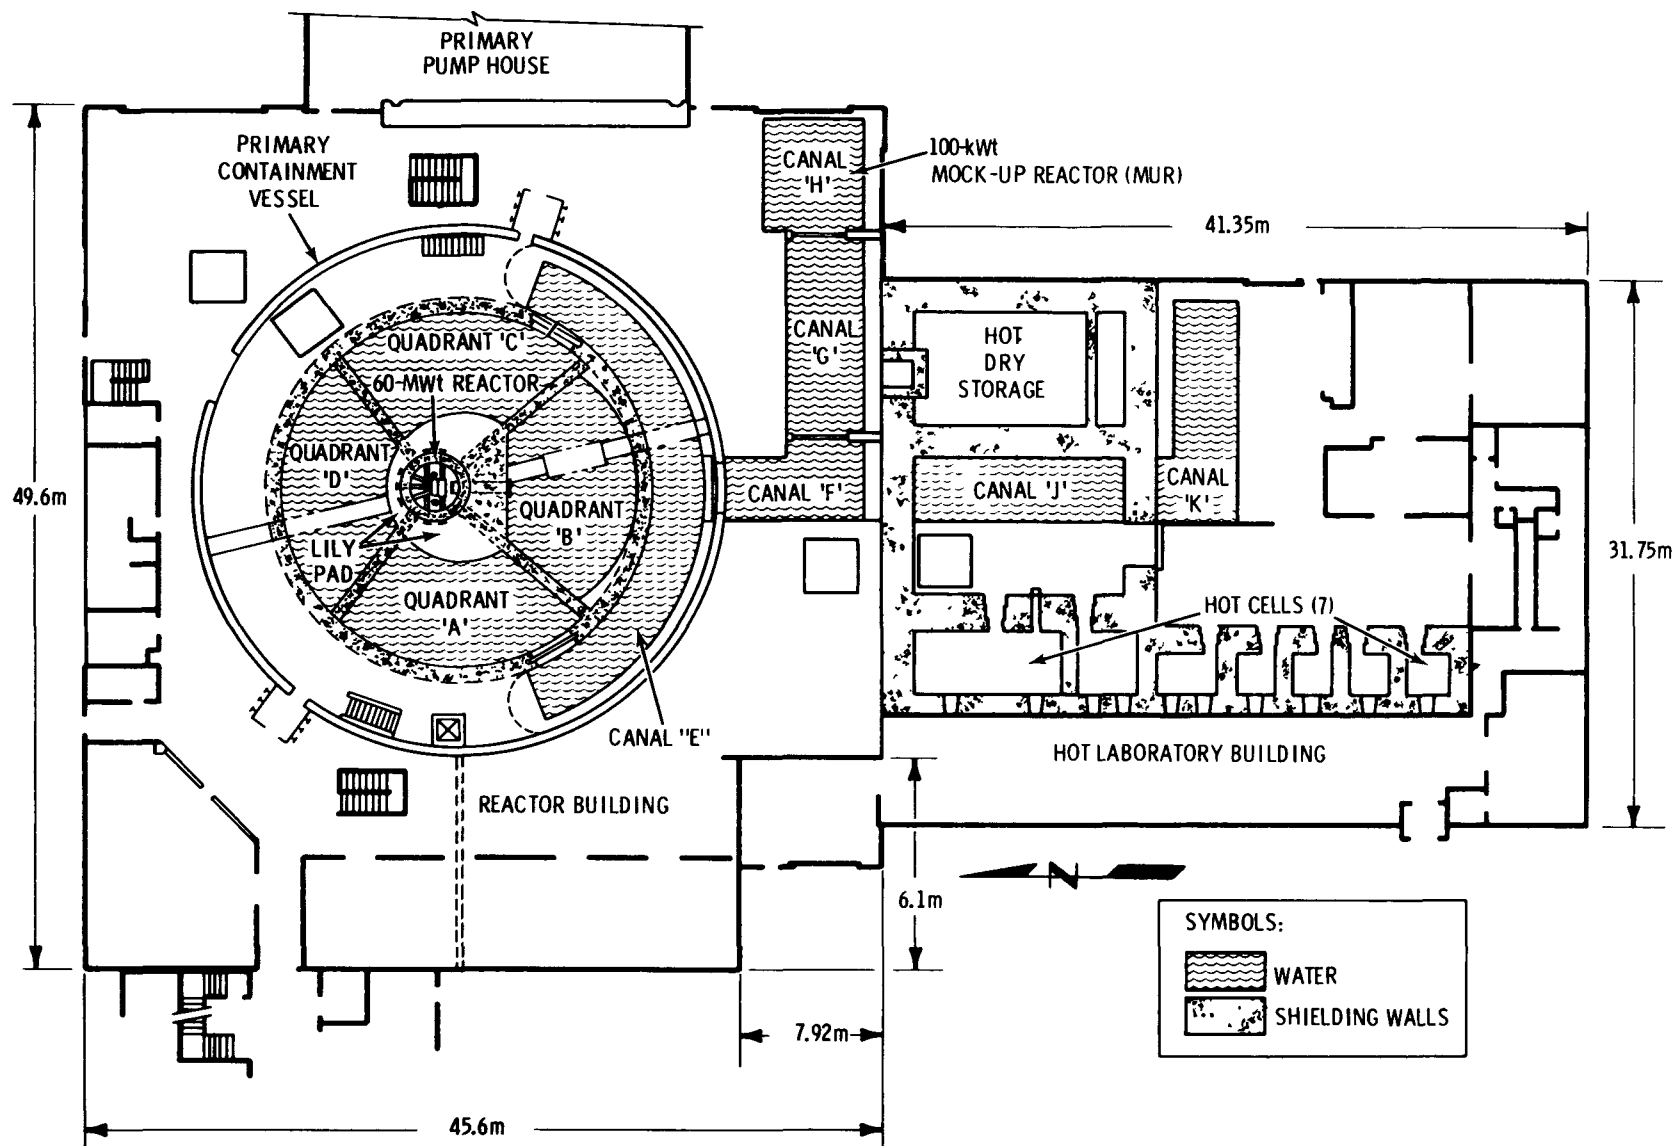 PRIMARY
PUMP HOUSE
PRIMARY
CONTAINMENT
VESSEL
CANAL
'H'
100-kWt
MOCK-UP REACTOR (MUR)
41.35m
QUADRANT 'C'
60-MWt REACTOR
CANAL
'G'
HOT
DRY
STORAGE
49.6m
QUADRANT
'D'
CANAL 'F'
CANAL 'J'
CANAL
'K'
QUADRANT
'B'
LILY
PAD
31.75m
QUADRANT
'A'
HOT CELLS (7)
CANAL "E"
HOT LABORATORY BUILDING
REACTOR BUILDING
N
6.1m
SYMBOLS:
WATER
SHIELDING WALLS
7.92m
45.6m